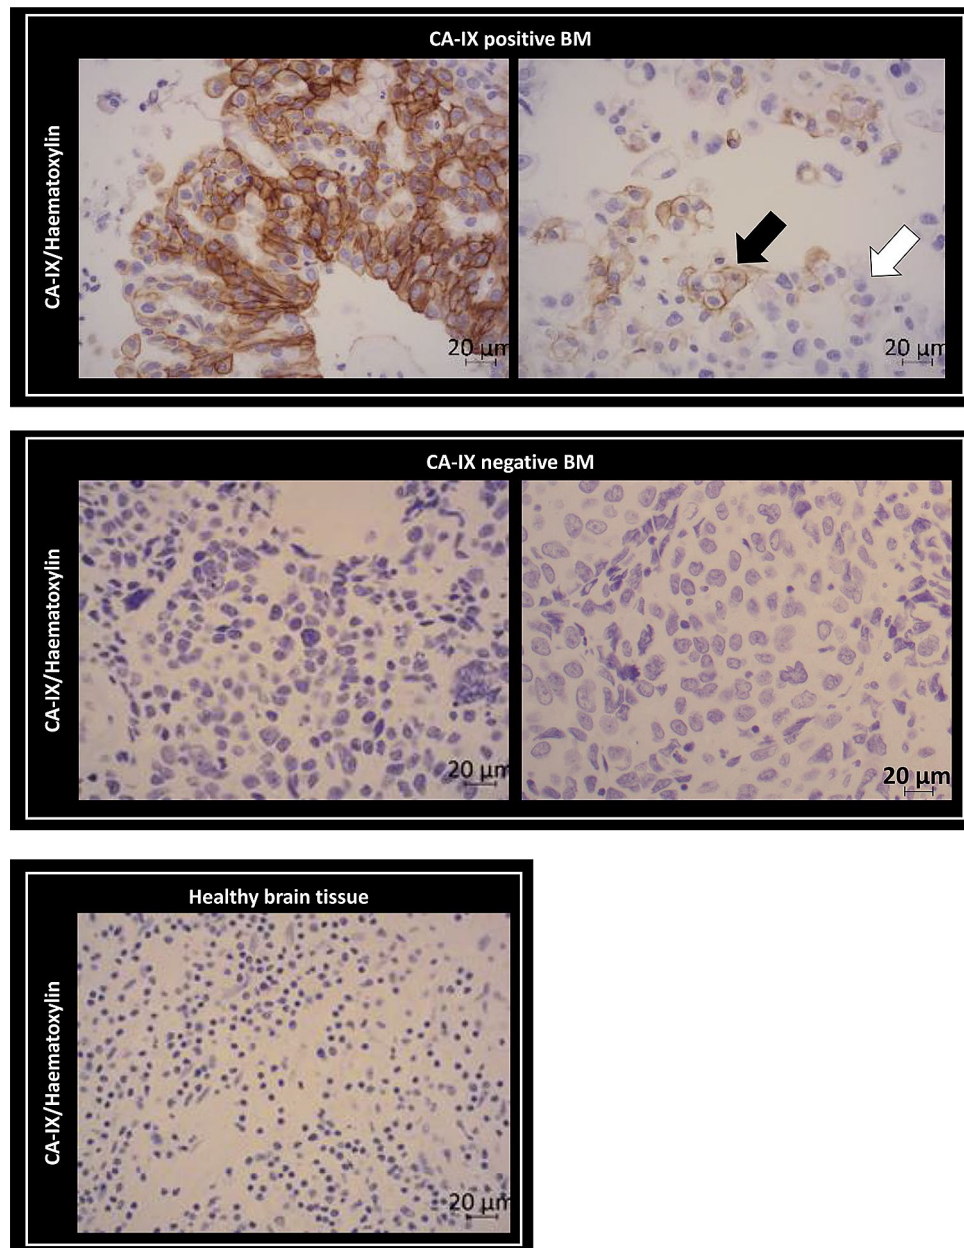 CA-IX positive BM
CA-IX/Haematoxylin
20 µm
20 µm
CA-IX negative BM
CA-IX/Haematoxylin
20 µm
20 µm
Healthy brain tissue
CA-IX/Haematoxylin
20 µm